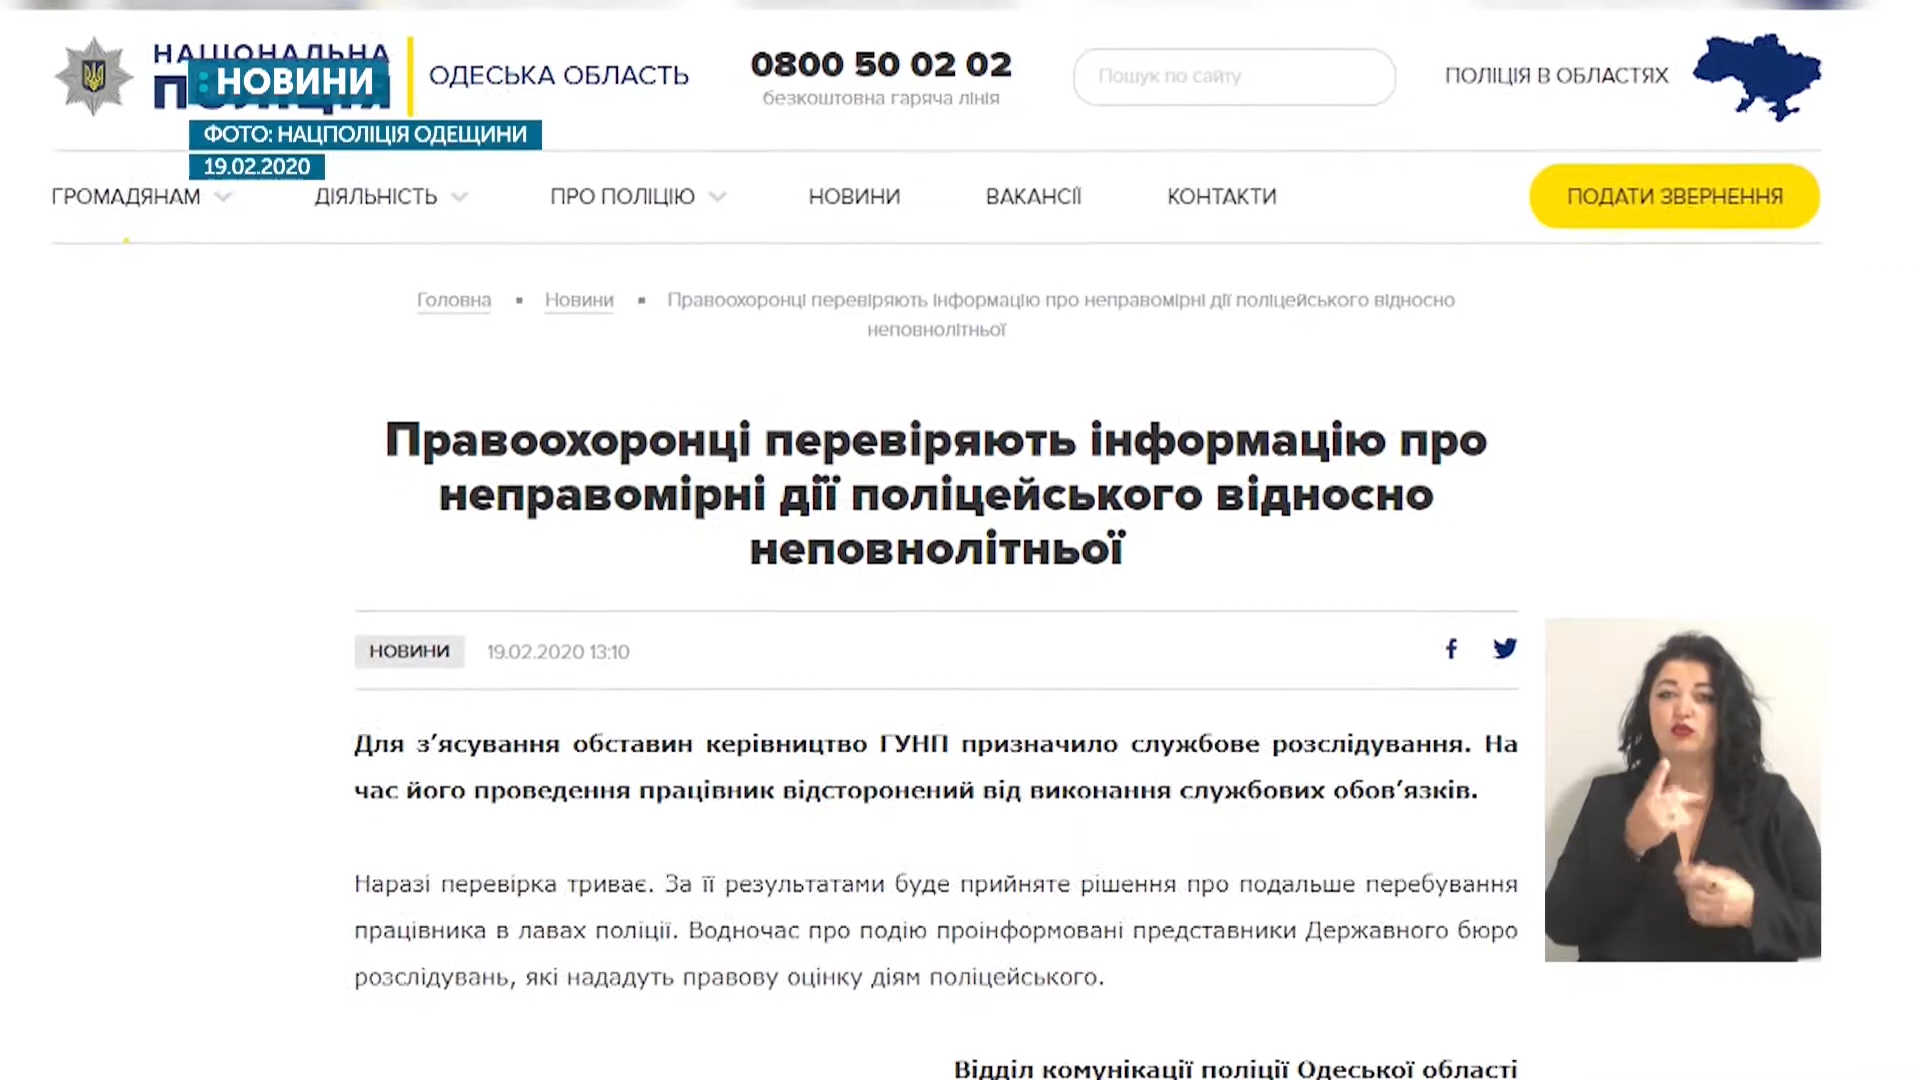 НАЦІОНАЛЬНА
ПОЛІЦІЯ
НОВИНИ
ФОТО: НАЦПОЛІЦІЯ ОДЕЩИНИ
19.02.2020
ОДЕСЬКА ОБЛАСТЬ
0800 50 02 02
безкоштовна гаряча лінія
Пошук по сайту
ПОЛІЦІЯ В ОБЛАСТЯХ
ГРОМАДЯНАМ
ДІЯЛЬНІСТЬ
ПРО ПОЛІЦІЮ
НОВИНИ
ВАКАНСІЇ
КОНТАКТИ
ПОДАТИ ЗВЕРНЕННЯ
Головна ▪ Новини ▪ Правоохоронці перевіряють інформацію про неправомірні дії поліцейського відносно
неповнолітньої
Правоохоронці перевіряють інформацію про
неправомірні дії поліцейського відносно
неповнолітньої
НОВИНИ 19.02.2020 13:10
Для з’ясування обставин керівництво ГУНП призначило службове розслідування. На
час його проведення працівник відсторонений від виконання службових обов’язків.
Наразі перевірка триває. За її результатами буде прийняте рішення про подальше перебування
працівника в лавах поліції. Водночас про подію проінформовані представники Державного бюро
розслідувань, які нададуть правову оцінку діям поліцейського.
Відділ комунікації поліції Одеської області